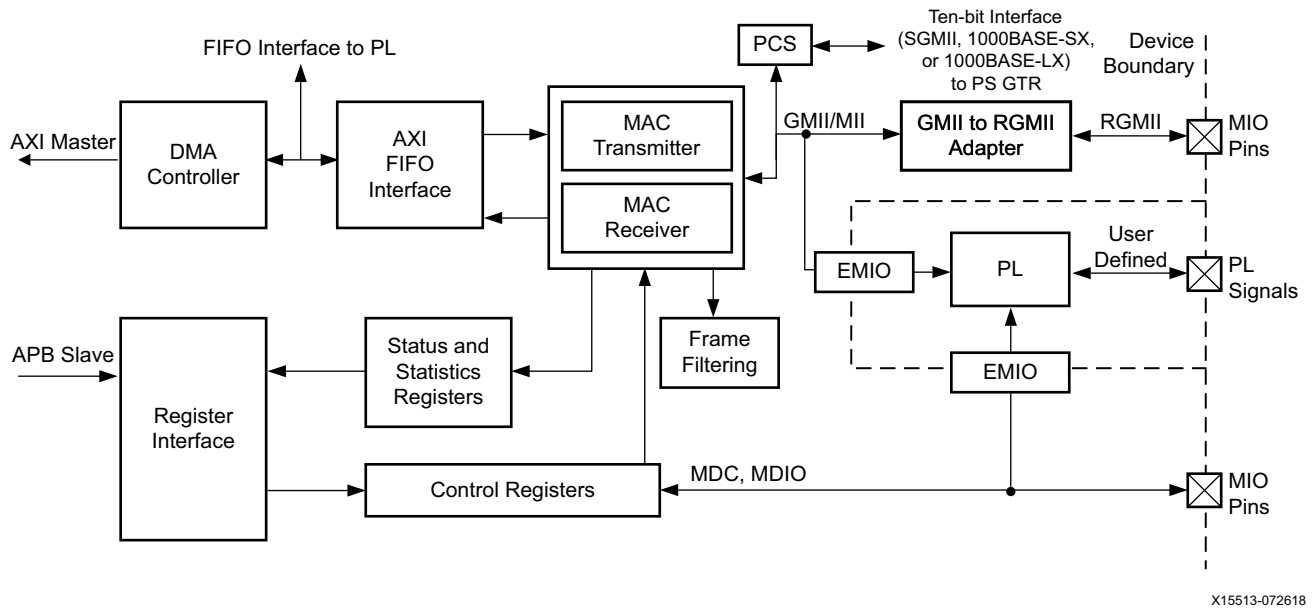 FIFO Interface to PL
PCS
Ten-bit Interface
(SGMII, 1000BASE-SX,
or 1000BASE-LX)
to PS GTR
Device
Boundary
AXI Master
DMA
Controller
AXI
FIFO
Interface
MAC
Transmitter
MAC
Receiver
GMII/MII
GMII to RGMII
Adapter
RGMII
MIO
Pins
EMIO
PL
User
Defined
PL
Signals
APB Slave
Register
Interface
Status and
Statistics
Registers
Frame
Filtering
EMIO
Control Registers
MDC, MDIO
MIO
Pins
X15513-072618